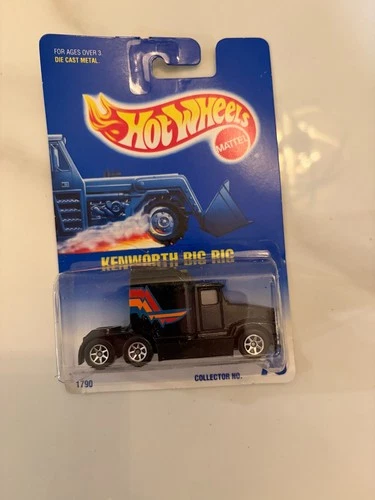 FOR AGES OVER 3
DIE CAST METAL.
HOT WHEELS
MATTEL
KENWORTH BIG RIG
1790
COLLECTOR NO.